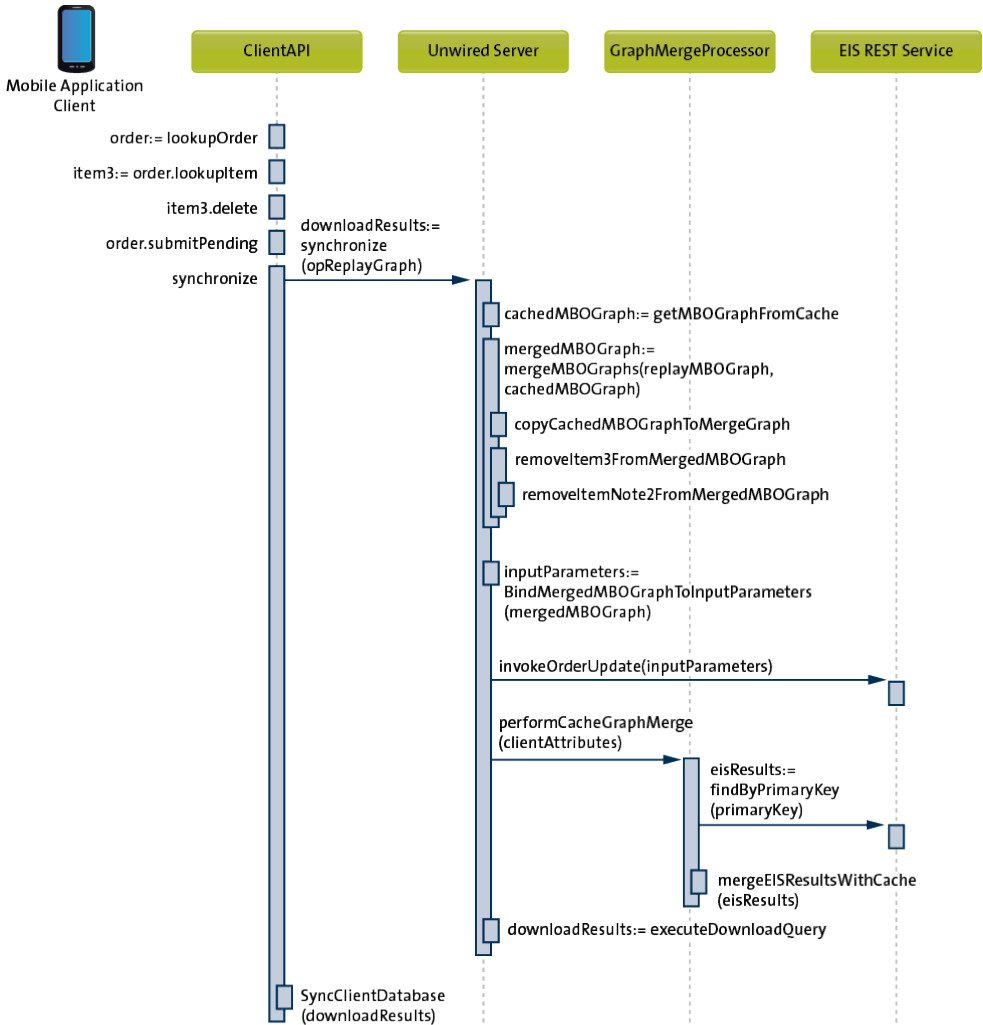 ClientAPI
Unwired Server
GraphMergeProcessor
EIS REST Service
Mobile Application
Client
order:= lookupOrder
item3:= order.lookupItem
item3.delete
order.submitPending
downloadResults:=
synchronize
(opReplayGraph)
synchronize
cachedMBOGraph:= getMBOGraphFromCache
mergedMBOGraph:=
mergeMBOGraphs(replayMBOGraph,
cachedMBOGraph)
copyCachedMBOGraphToMergeGraph
removeItem3FromMergedMBOGraph
removeItemNote2FromMergedMBOGraph
inputParameters:=
BindMergedMBOGraphToInputParameters
(mergedMBOGraph)
invokeOrderUpdate(inputParameters)
performCacheGraphMerge
(clientAttributes)
eisResults:=
findByPrimaryKey
(primaryKey)
mergeEISResultsWithCache
(eisResults)
downloadResults:= executeDownloadQuery
SyncClientDatabase
(downloadResults)